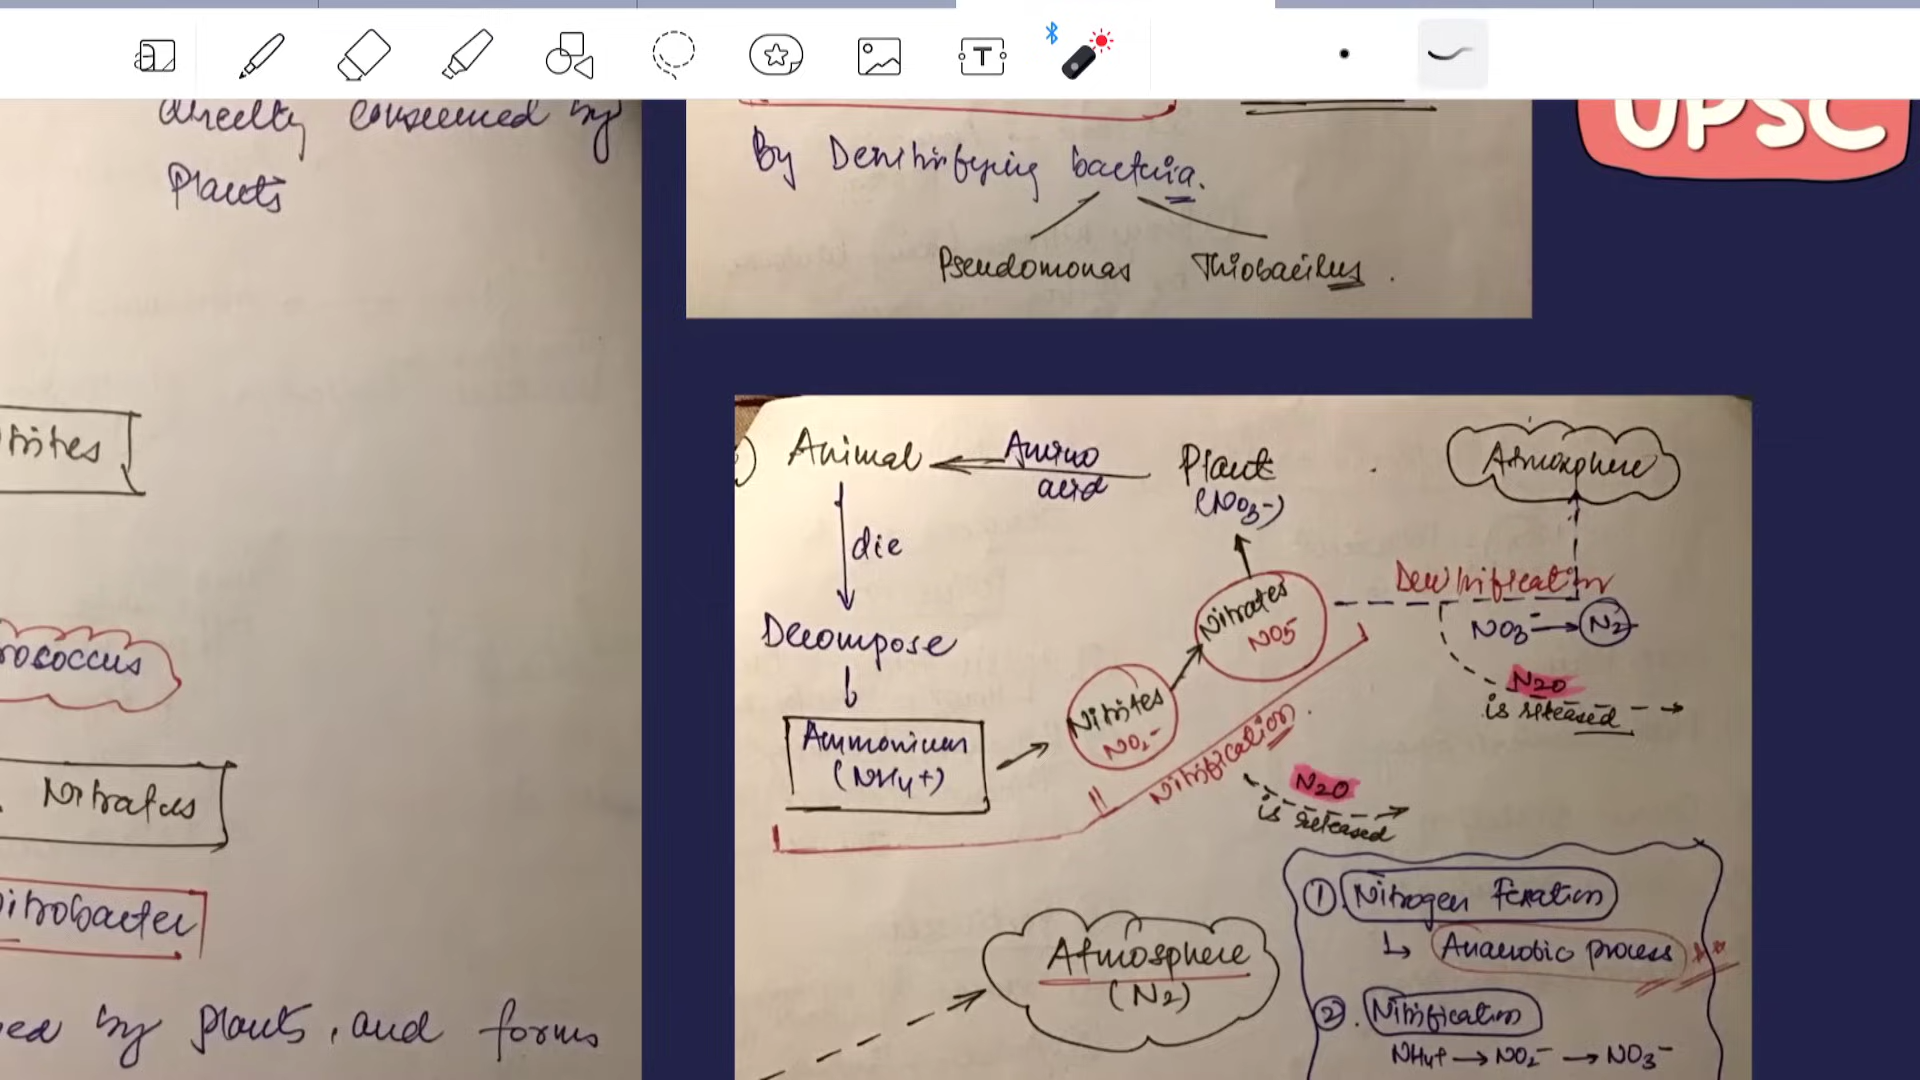 directly consumed by
plants
trites
rococcus
Nitrates
itrobacter
ed by plants, and forms
UPSC
By Denitrifying bacteria.
Pseudomonas Thiobacillus.
Animal
Amino
acid
Plant
(NO3-)
Atmosphere
die
Decompose
Ammonium
(NH4+)
Nitrites
NO2-
Nitrates
NO5
Nitrification
Denitrification
NO3- → N2
N2O
is released
N2O
is released
Atmosphere
(N2)
① Nitrogen Fixation
↳ Anaerobic process **
② . Nitrification
NH4+ → NO2- → NO3-